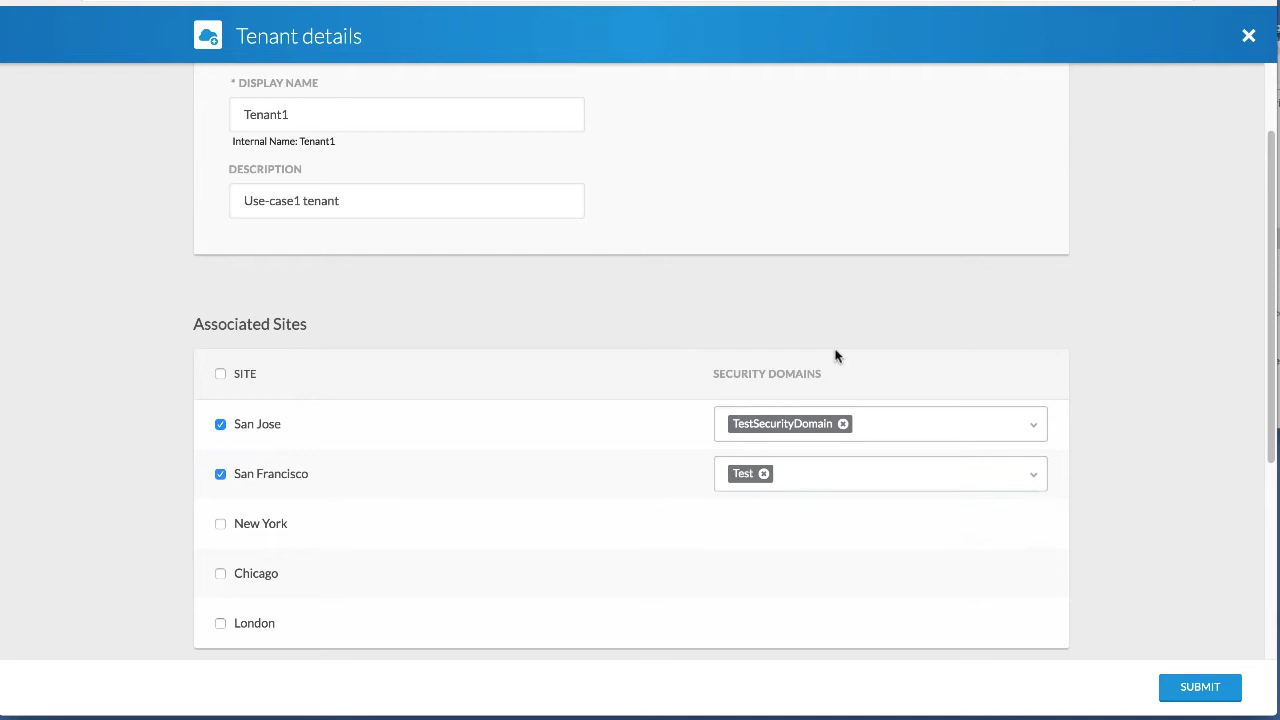 Tenant details
* DISPLAY NAME
Tenant1
Internal Name: Tenant1
DESCRIPTION
Use-case1 tenant
Associated Sites
SITE SECURITY DOMAINS
San Jose TestSecurityDomain
San Francisco Test
New York
Chicago
London
SUBMIT